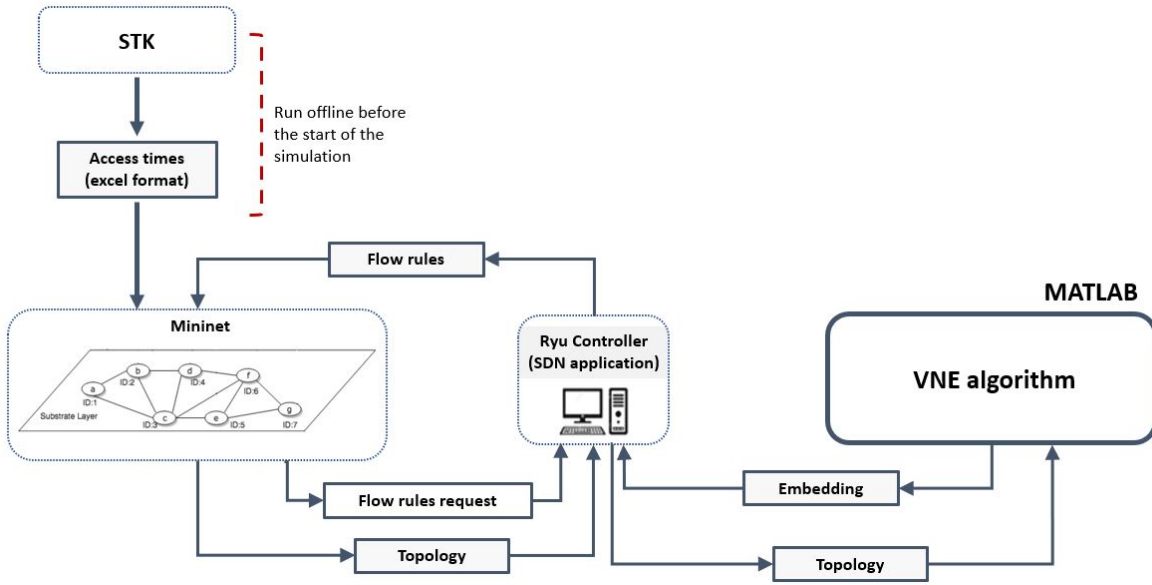 STK
Run offline before
the start of the
simulation
Access times
(excel format)
Flow rules
MATLAB
Mininet
Ryu Controller
(SDN application)
VNE algorithm
b
ID:2
d
ID:4
f
ID:6
a
ID:1
Substrate Layer
c
ID:3
e
ID:5
g
ID:7
Flow rules request
Embedding
Topology
Topology